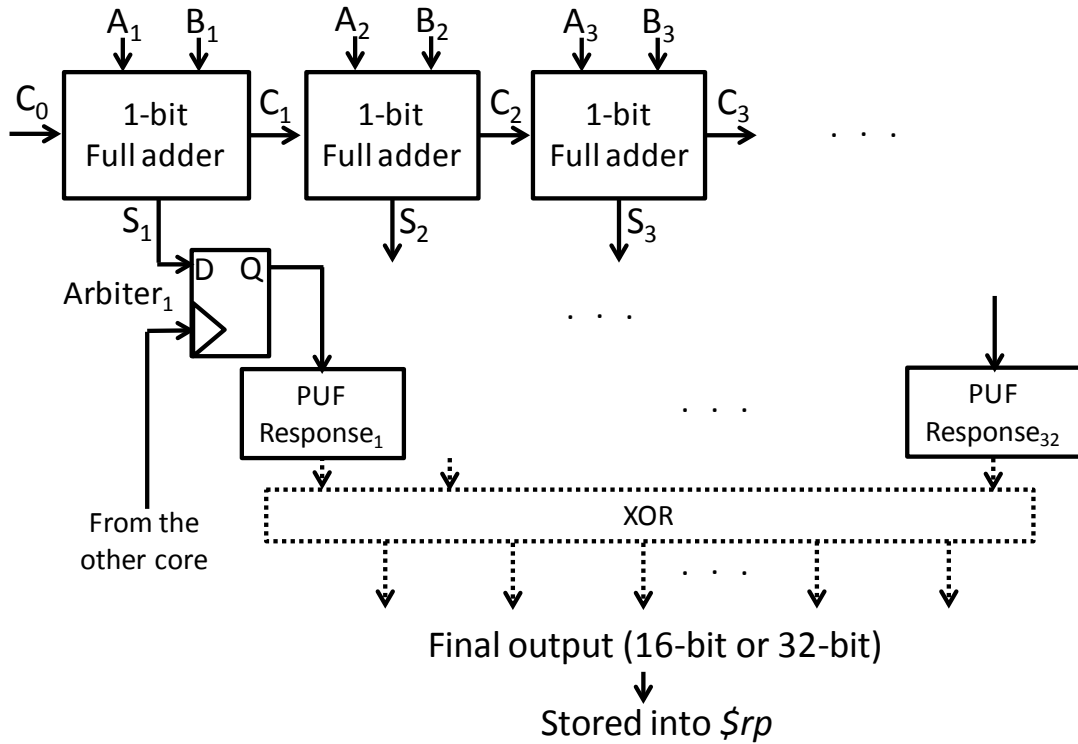 A₁ B₁ A₂ B₂ A₃ B₃
C₀ C₁ C₂ C₃
1-bit
Full adder
1-bit
Full adder
1-bit
Full adder
. . .
S₁ S₂ S₃
D Q
Arbiter₁
. . .
PUF
Response₁
. . .
PUF
Response₃₂
From the
other core
XOR
. . .
Final output (16-bit or 32-bit)
Stored into $rp